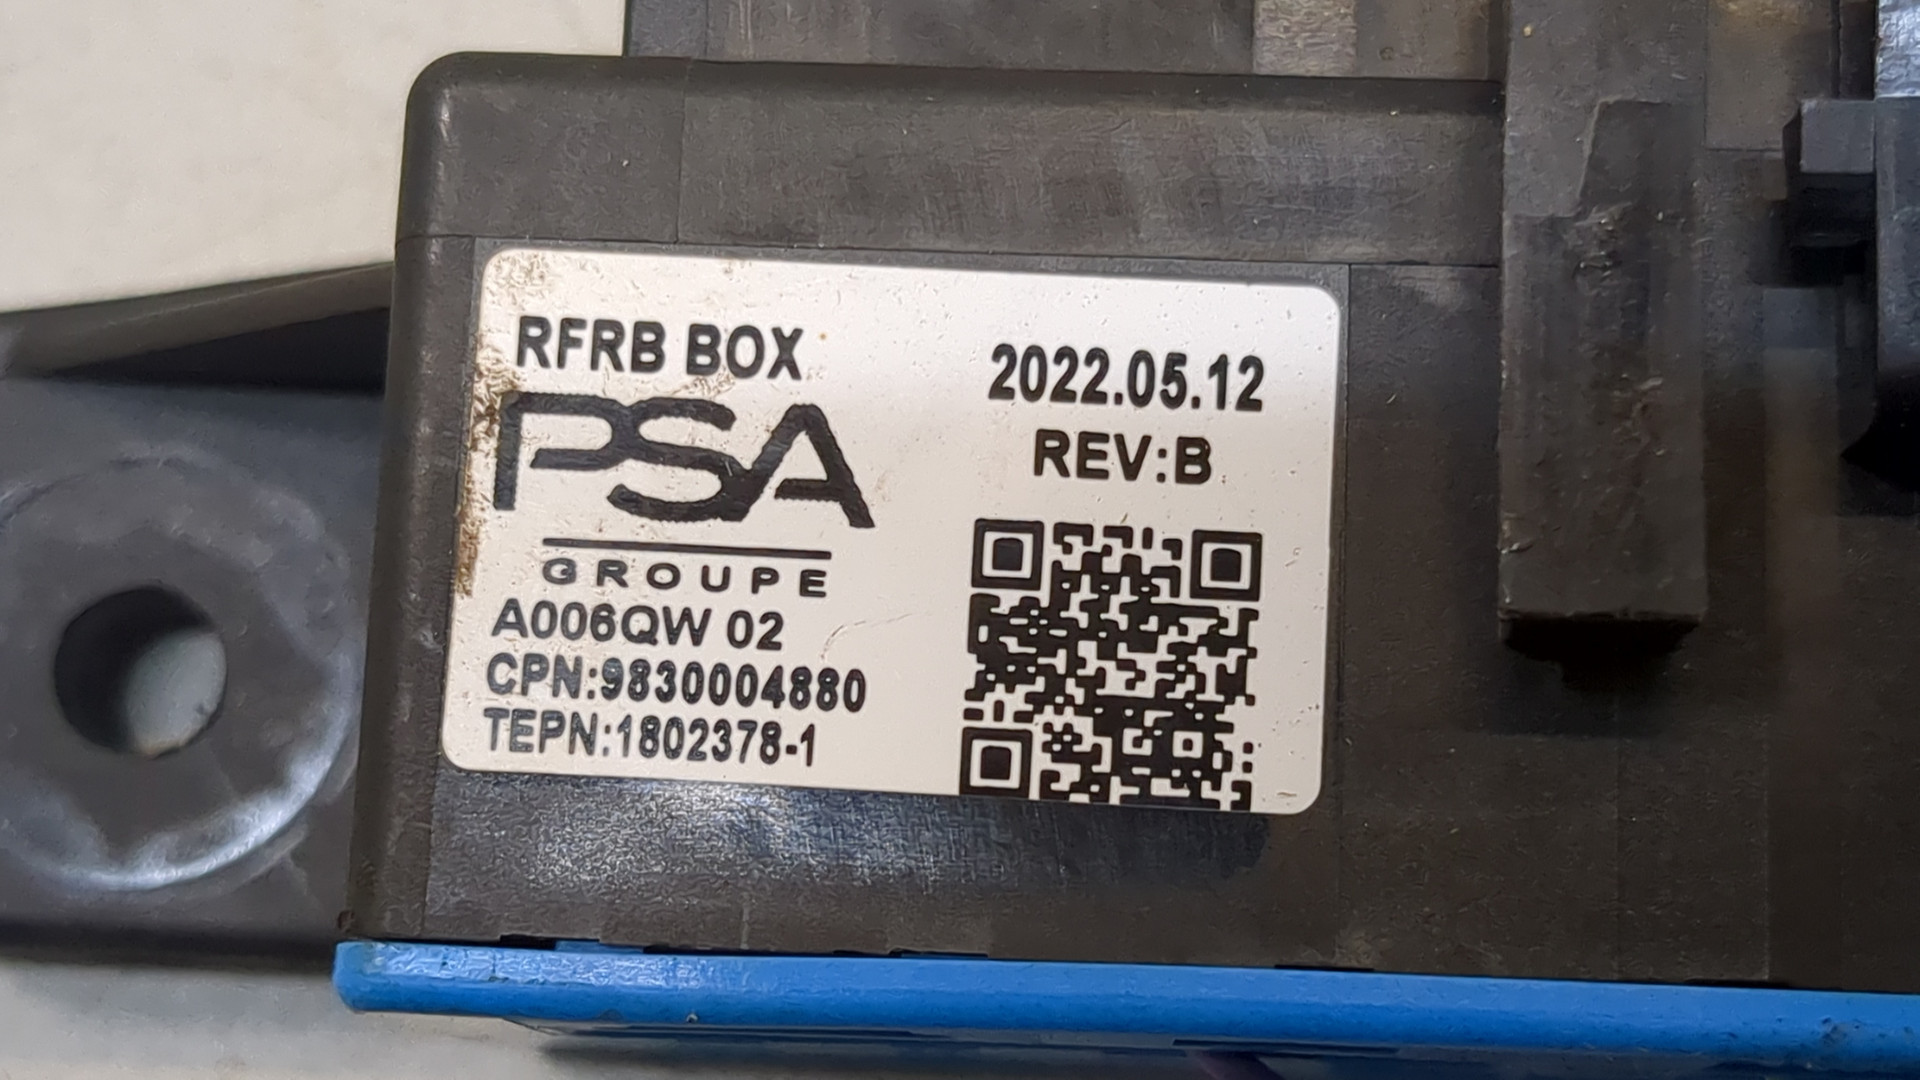 RFRB BOX
PSA
GROUPE
A006QW 02
CPN:9830004880
TEPN:1802378-1
2022.05.12
REV:B